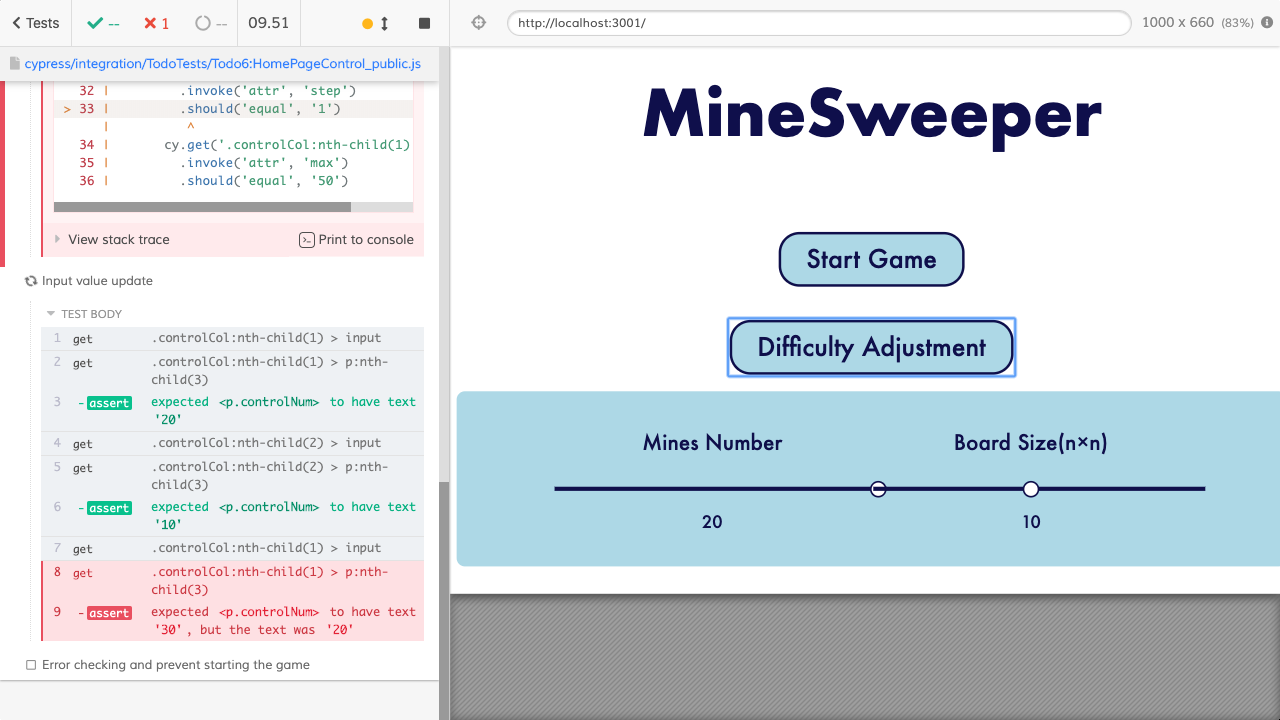 Tests
--
1
--
09.51
http://localhost:3001/
1000 x 660 (83%)
cypress/integration/TodoTests/Todo6:HomePageControl_public.js
32 | .invoke('attr', 'step')
> 33 | .should('equal', '1')
| ^
34 | cy.get('.controlCol:nth-child(1)
35 | .invoke('attr', 'max')
36 | .should('equal', '50')
View stack trace
Print to console
Input value update
TEST BODY
1 get .controlCol:nth-child(1) > input
2 get .controlCol:nth-child(1) > p:nth-
child(3)
3 -assert expected <p.controlNum> to have text
'20'
4 get .controlCol:nth-child(2) > input
5 get .controlCol:nth-child(2) > p:nth-
child(3)
6 -assert expected <p.controlNum> to have text
'10'
7 get .controlCol:nth-child(1) > input
8 get .controlCol:nth-child(1) > p:nth-
child(3)
9 -assert expected <p.controlNum> to have text
'30', but the text was '20'
Error checking and prevent starting the game
MineSweeper
Start Game
Difficulty Adjustment
Mines Number
Board Size(n×n)
20
10